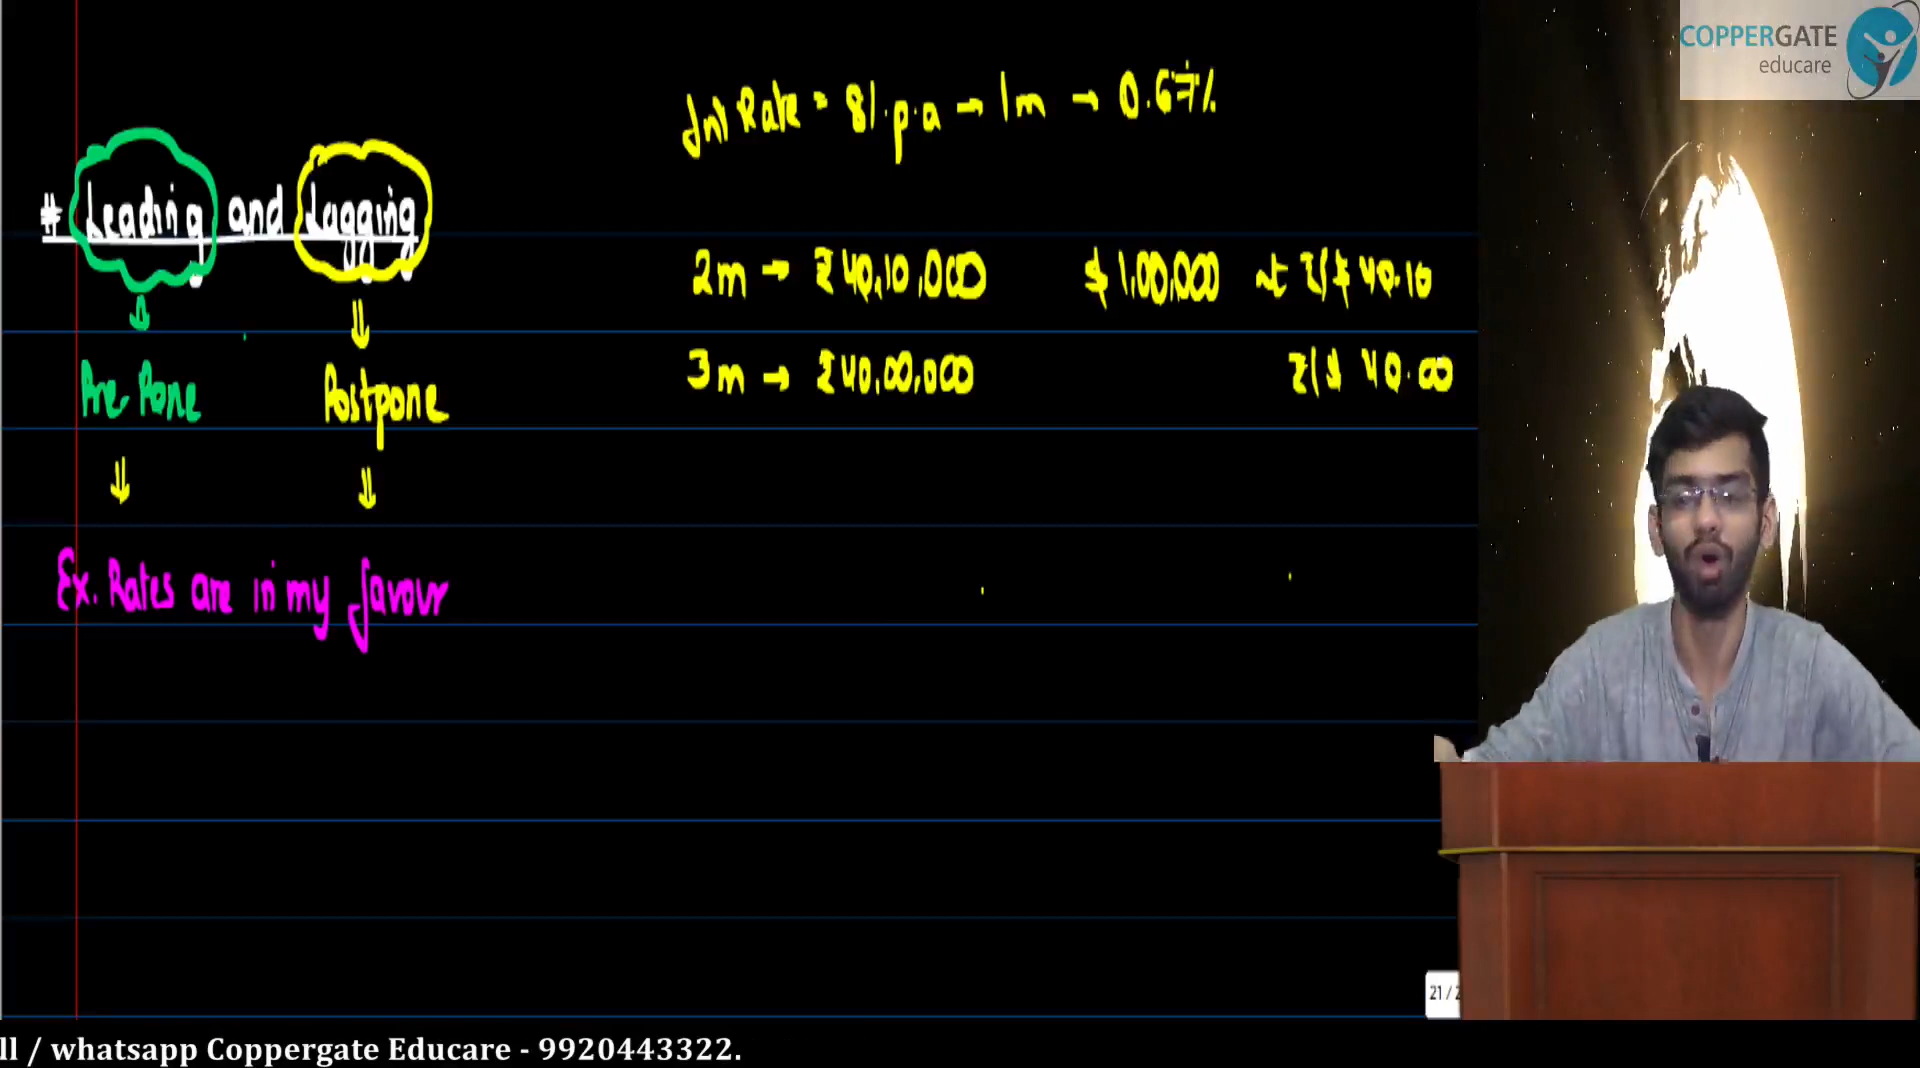 COPPERGATE
educare
Int Rate = 8%.p.a → 1m → 0.67%
# Leading and Lagging
2m → ₹40,10,000 $1,00,000 at ₹/$ 40.10
3m → ₹40,00,000 ₹/$ 40.00
Pre Pone Postpone
Ex. Rates are in my favour
21 / 2
ll / whatsapp Coppergate Educare - 9920443322.